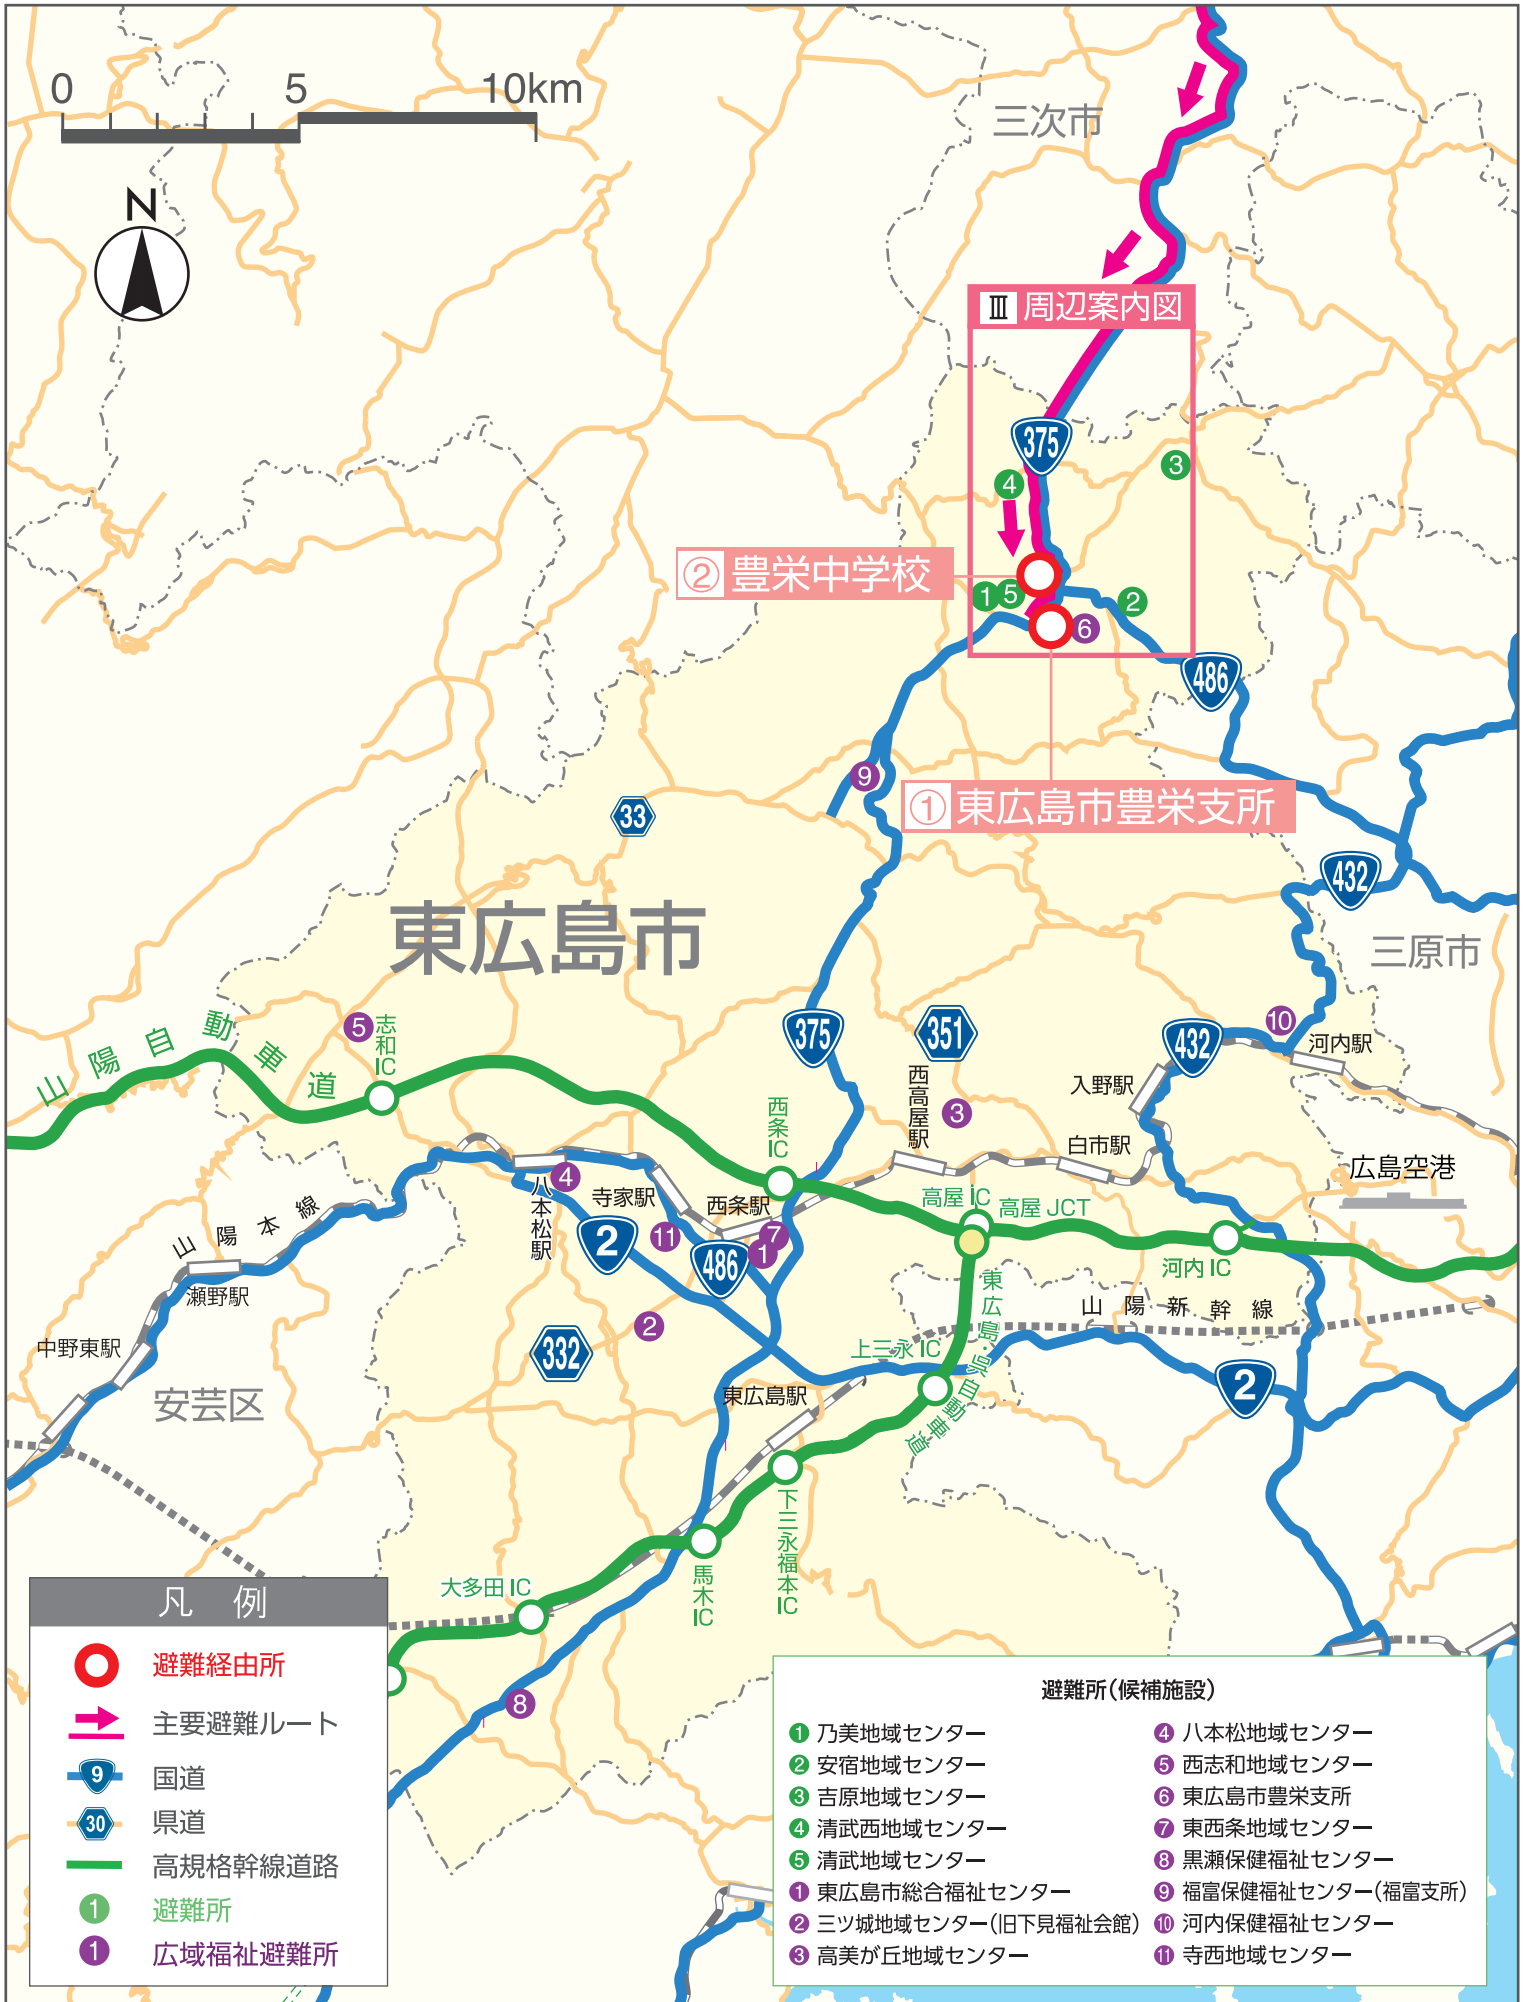 0 5 10km
N
三次市
Ⅲ 周辺案内図
375
3
4
② 豊栄中学校
1 5 2
6
486
9
① 東広島市豊栄支所
33
432
東広島市
三原市
山陽自動車道
5
志和IC
375
351
432
10
河内駅
入野駅
西条IC
西高屋駅
3
白市駅
広島空港
4
八本松駅
寺家駅
西条駅
高屋IC
高屋JCT
山陽本線
2
11
7
1
486
河内IC
瀬野駅
東広島・呉自動車道
山陽新幹線
2
中野東駅
332
上三永IC
2
安芸区
東広島駅
下三永福本IC
大多田IC
馬木IC
8
凡 例
避難経由所
主要避難ルート
9 国道
30 県道
高規格幹線道路
1 避難所
1 広域福祉避難所
避難所(候補施設)
1 乃美地域センター
2 安宿地域センター
3 吉原地域センター
4 清武西地域センター
5 清武地域センター
1 東広島市総合福祉センター
2 三ツ城地域センター(旧下見福祉会館)
3 高美が丘地域センター
4 八本松地域センター
5 西志和地域センター
6 東広島市豊栄支所
7 東西条地域センター
8 黒瀬保健福祉センター
9 福富保健福祉センター(福富支所)
10 河内保健福祉センター
11 寺西地域センター